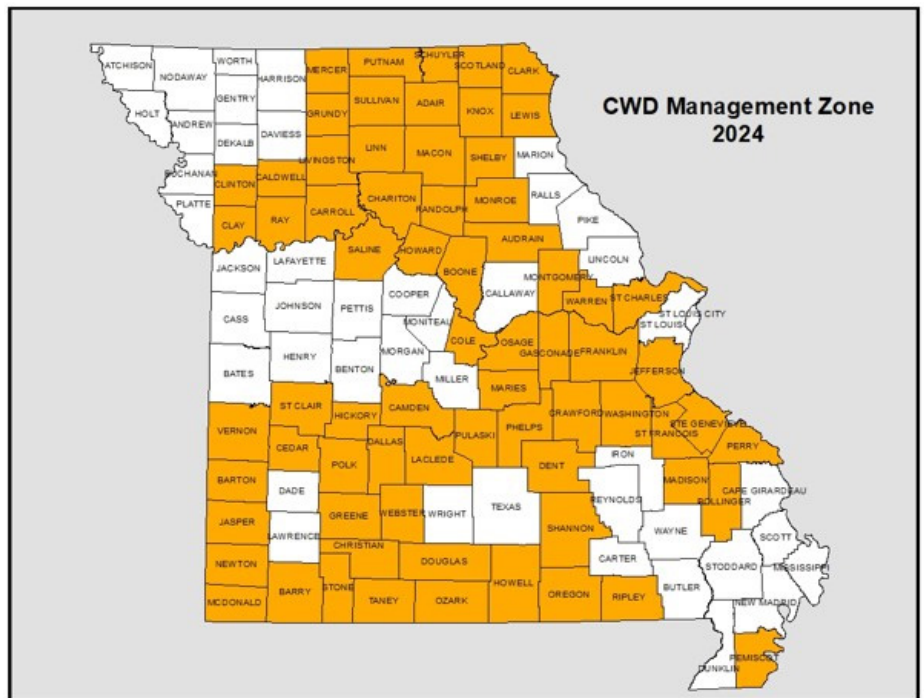 CWD Management Zone
2024
ATCHISON
NODAWAY
WORTH
HARRISON
MERCER
PUTNAM
SCHUYLER
SCOTLAND
CLARK
HOLT
GENTRY
SULLIVAN
ADAIR
KNOX
LEWIS
ANDREW
DEKALB
DAVIESS
GRUNDY
LINN
MACON
SHELBY
MARION
BUCHANAN
CLINTON
CALDWELL
LIVINGSTON
CHARITON
RANDOLPH
MONROE
RALLS
PIKE
PLATTE
CLAY
RAY
CARROLL
SALINE
HOWARD
BOONE
AUDRAIN
LINCOLN
JACKSON
LAFAYETTE
COOPER
CALLAWAY
MONTGOMERY
WARREN
ST CHARLES
ST LOUIS CITY
ST LOUIS
CASS
JOHNSON
PETTIS
MONITEAU
COLE
OSAGE
GASCONADE
FRANKLIN
JEFFERSON
BATES
HENRY
BENTON
MORGAN
MILLER
MARIES
ST CLAIR
HICKORY
CAMDEN
PULASKI
PHELPS
CRAWFORD
WASHINGTON
STE GENEVIEVE
ST FRANCOIS
PERRY
VERNON
CEDAR
POLK
DALLAS
LACLEDE
DENT
IRON
MADISON
BOLLINGER
CAPE GIRARDEAU
BARTON
DADE
GREENE
WEBSTER
WRIGHT
TEXAS
SHANNON
REYNOLDS
WAYNE
SCOTT
JASPER
LAWRENCE
CHRISTIAN
DOUGLAS
CARTER
STODDARD
MISSISSIPPI
NEWTON
BARRY
STONE
TANEY
OZARK
HOWELL
OREGON
RIPLEY
BUTLER
NEW MADRID
MCDONALD
DUNKLIN
PEMISCOT